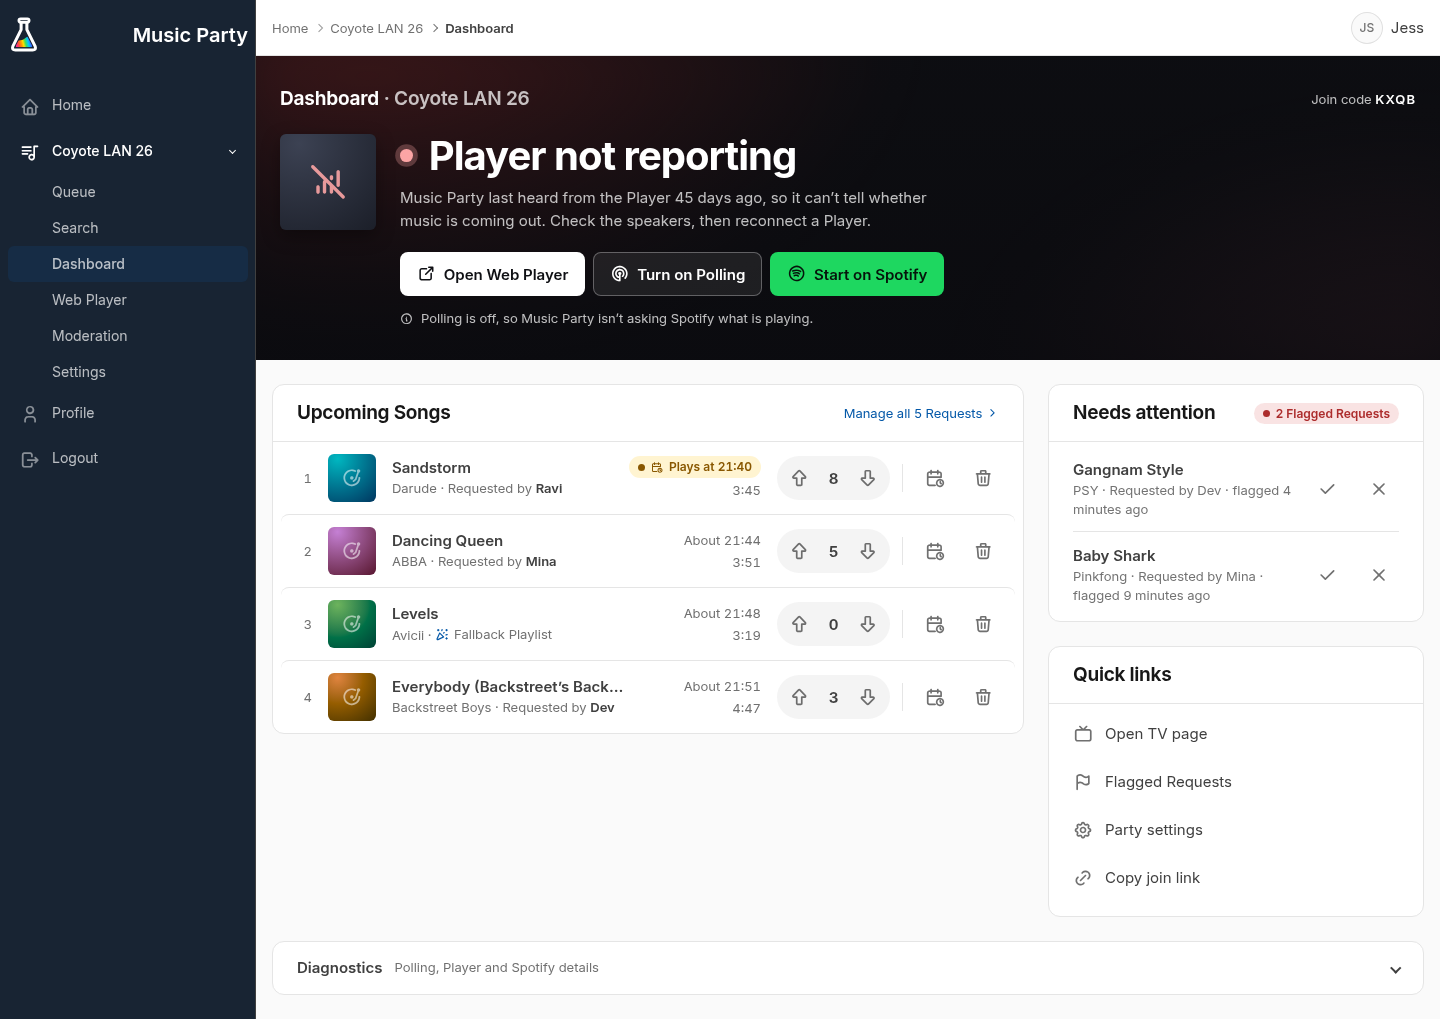 Music Party
Home
Coyote LAN 26
Queue
Search
Dashboard
Web Player
Moderation
Settings
Profile
Logout
Home Coyote LAN 26 Dashboard
JS Jess
Dashboard · Coyote LAN 26
Join code KXQB
Player not reporting
Music Party last heard from the Player 45 days ago, so it can’t tell whether
music is coming out. Check the speakers, then reconnect a Player.
Open Web Player Turn on Polling Start on Spotify
Polling is off, so Music Party isn’t asking Spotify what is playing.
Upcoming Songs
Manage all 5 Requests
1
Sandstorm
Darude · Requested by Ravi
Plays at 21:40
3:45
8
2
Dancing Queen
ABBA · Requested by Mina
About 21:44
3:51
5
3
Levels
Avicii · Fallback Playlist
About 21:48
3:19
0
4
Everybody (Backstreet’s Back…
Backstreet Boys · Requested by Dev
About 21:51
4:47
3
Needs attention
2 Flagged Requests
Gangnam Style
PSY · Requested by Dev · flagged 4
minutes ago
Baby Shark
Pinkfong · Requested by Mina ·
flagged 9 minutes ago
Quick links
Open TV page
Flagged Requests
Party settings
Copy join link
Diagnostics Polling, Player and Spotify details